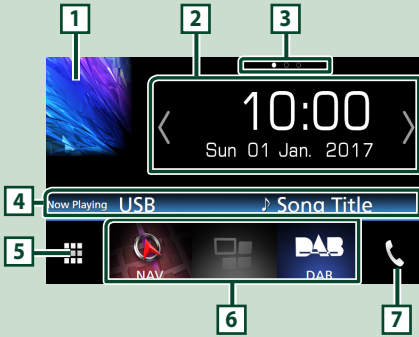 1 2 3
10:00
Sun 01 Jan. 2017
4 Now Playing USB ♪ Song Title
5
DAB
NAV DAB
6 7